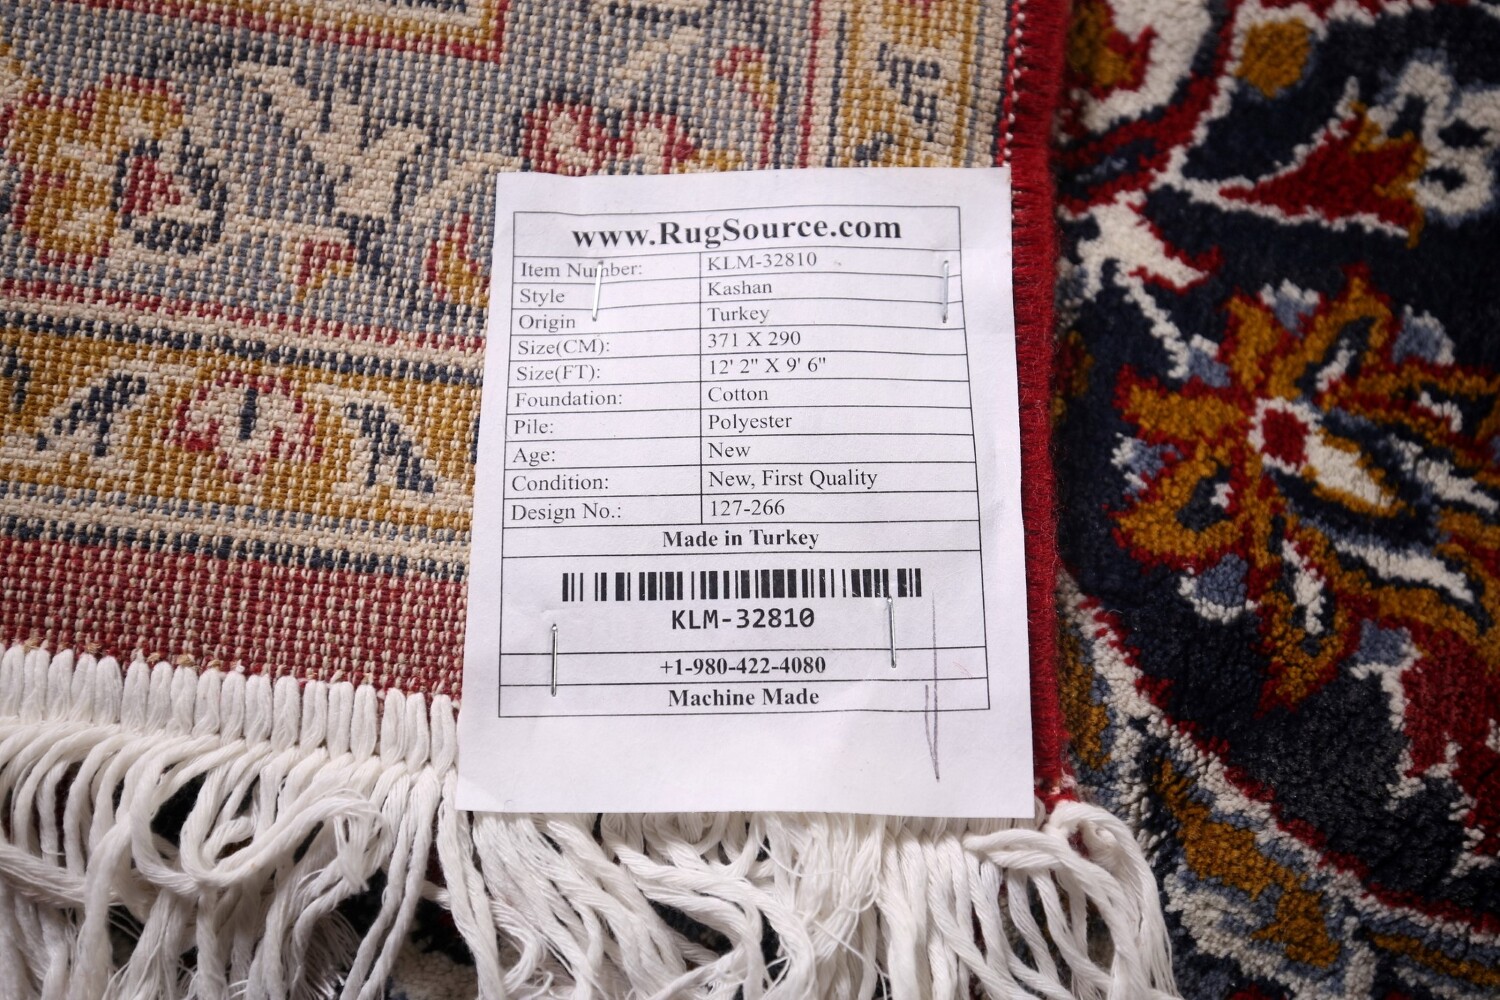 www.RugSource.com
Item Number: KLM-32810
Style Kashan
Origin Turkey
Size(CM): 371 X 290
Size(FT): 12' 2" X 9' 6"
Foundation: Cotton
Pile: Polyester
Age: New
Condition: New, First Quality
Design No.: 127-266
Made in Turkey
KLM-32810
+1-980-422-4080
Machine Made